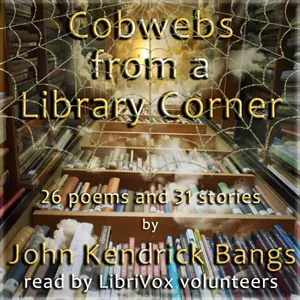 Cobwebs
from a
Library Corner
26 poems and 31 stories
by
John Kendrick Bangs
read by LibriVox volunteers